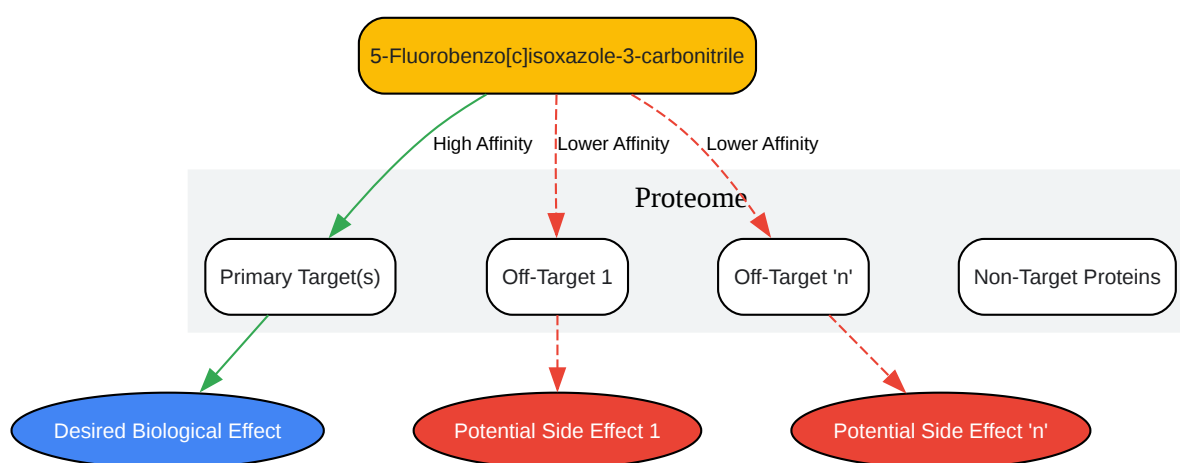 5-Fluorobenzo[c]isoxazole-3-carbonitrile
High Affinity
Lower Affinity
Lower Affinity
Proteome
Primary Target(s)
Off-Target 1
Off-Target 'n'
Non-Target Proteins
Desired Biological Effect
Potential Side Effect 1
Potential Side Effect 'n'